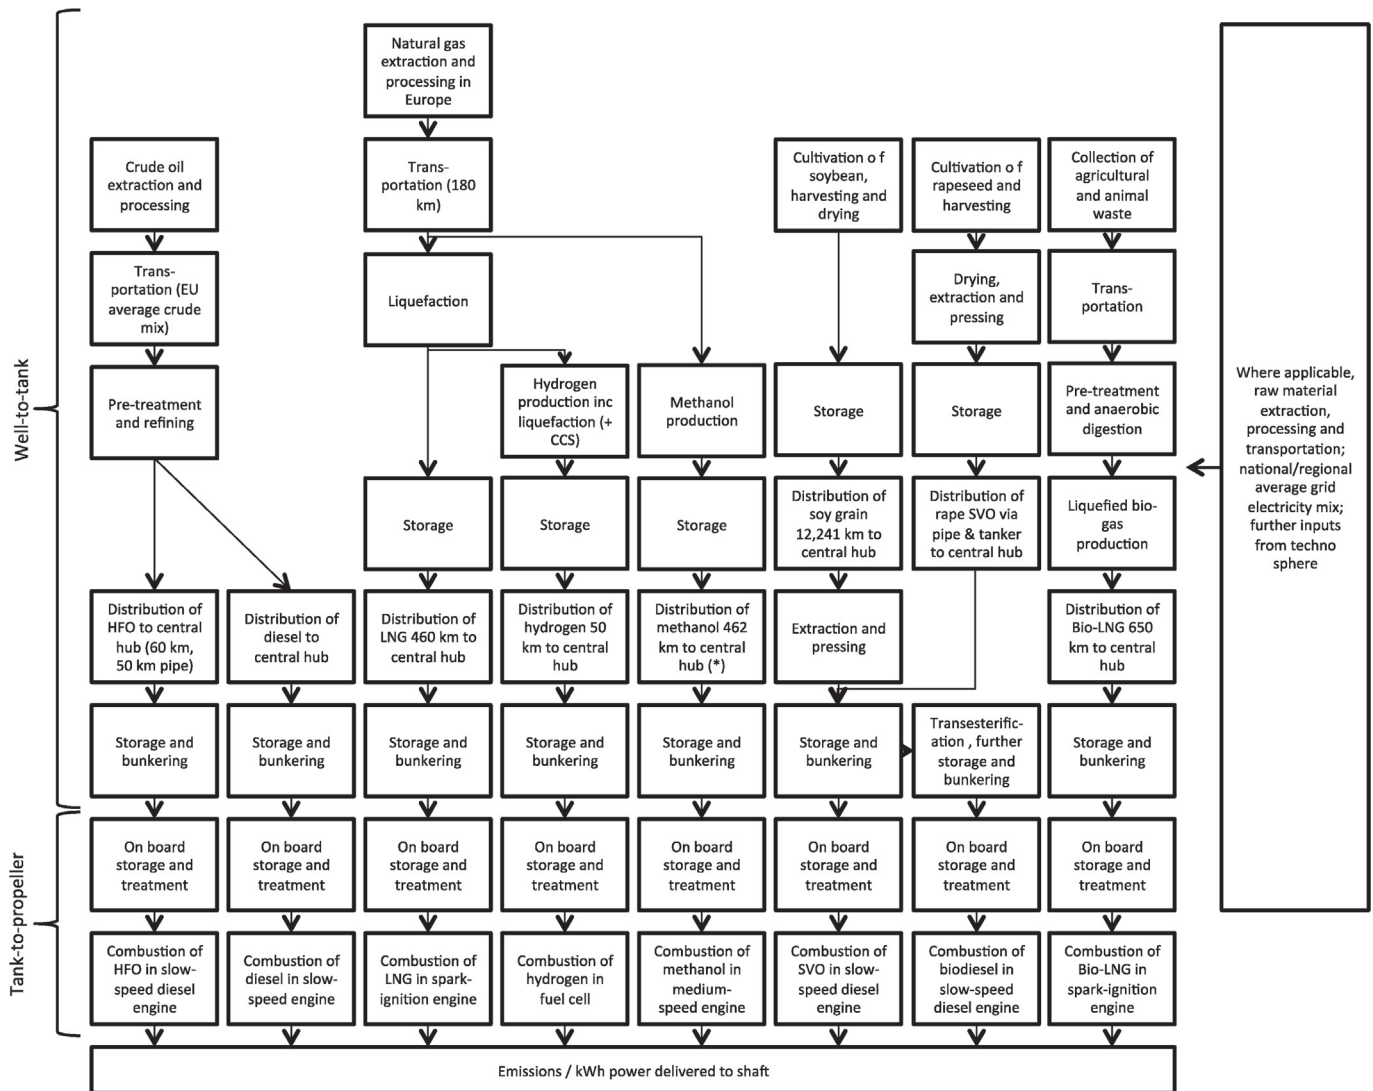 Well-to-tank
Tank-to-propeller
Natural gas
extraction and
processing in
Europe
Crude oil
extraction and
processing
Trans-
portation (180
km)
Cultivation o f
soybean,
harvesting and
drying
Cultivation o f
rapeseed and
harvesting
Collection of
agricultural
and animal
waste
Trans-
portation (EU
average crude
mix)
Liquefaction
Drying,
extraction and
pressing
Trans-
portation
Pre-treatment
and refining
Hydrogen
production inc
liquefaction (+
CCS)
Methanol
production
Storage
Storage
Pre-treatment
and anaerobic
digestion
Storage
Storage
Storage
Distribution of
soy grain
12,241 km to
central hub
Distribution of
rape SVO via
pipe & tanker
to central hub
Liquefied bio-
gas
production
Distribution of
HFO to central
hub (60 km,
50 km pipe)
Distribution of
diesel to
central hub
Distribution of
LNG 460 km to
central hub
Distribution of
hydrogen 50
km to central
hub
Distribution of
methanol 462
km to central
hub (*)
Extraction and
pressing
Distribution of
Bio-LNG 650
km to central
hub
Storage and
bunkering
Storage and
bunkering
Storage and
bunkering
Storage and
bunkering
Storage and
bunkering
Storage and
bunkering
Transesterific-
ation , further
storage and
bunkering
Storage and
bunkering
On board
storage and
treatment
On board
storage and
treatment
On board
storage and
treatment
On board
storage and
treatment
On board
storage and
treatment
On board
storage and
treatment
On board
storage and
treatment
On board
storage and
treatment
Combustion of
HFO in slow-
speed diesel
engine
Combustion of
diesel in slow-
speed engine
Combustion of
LNG in spark-
ignition engine
Combustion of
hydrogen in
fuel cell
Combustion of
methanol in
medium-
speed engine
Combustion of
SVO in slow-
speed diesel
engine
Combustion of
biodiesel in
slow-speed
diesel engine
Combustion of
Bio-LNG in
spark-ignition
engine
Emissions / kWh power delivered to shaft
Where applicable,
raw material
extraction,
processing and
transportation;
national/regional
average grid
electricity mix;
further inputs
from techno
sphere